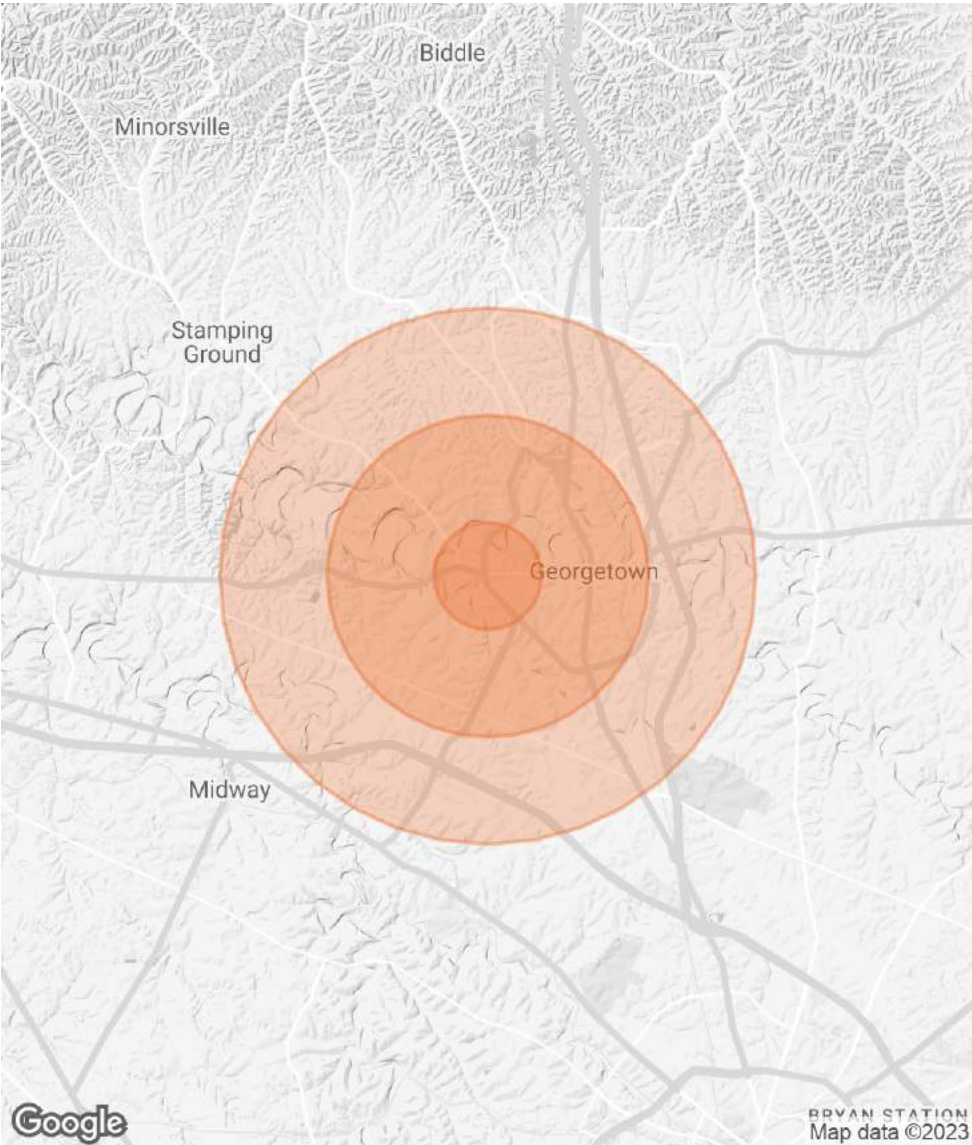 Biddle
Minorsville
Stamping
Ground
Georgetown
Midway
BRYAN STATION
Google
Map data ©2023